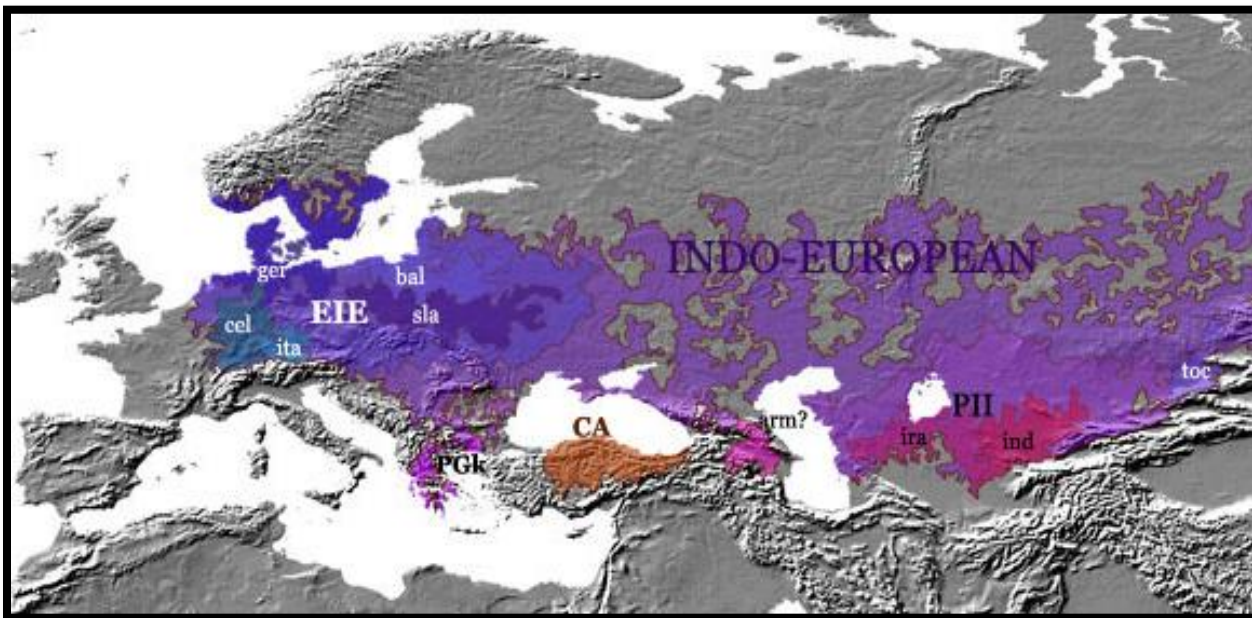 INDO-EUROPEAN
ger
bal
EIE
sla
cel
ita
toc
PII
CA
arm?
ira
ind
PGk